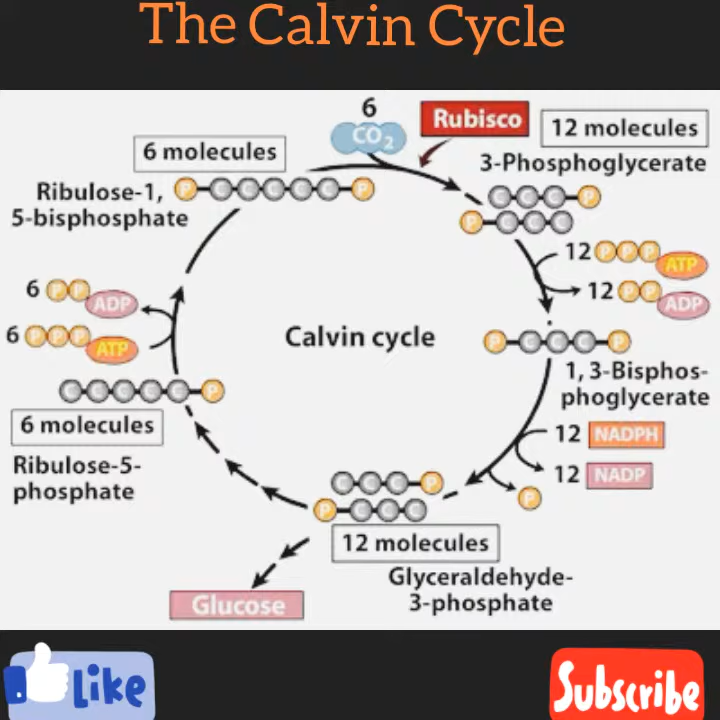 The Calvin Cycle
6
CO2
Rubisco
12 molecules
6 molecules
3-Phosphoglycerate
Ribulose-1,
5-bisphosphate
P C C C C C P
C C C P
P C C C
12 P P P ATP
12 P P ADP
6 P P ADP
6 P P P ATP
Calvin cycle
P C C C P
1, 3-Bisphos-
phoglycerate
C C C C C P
6 molecules
Ribulose-5-
phosphate
12 NADPH
12 NADP
P
C C C P
P C C C
12 molecules
Glyceraldehyde-
3-phosphate
Glucose
Like
Subscribe